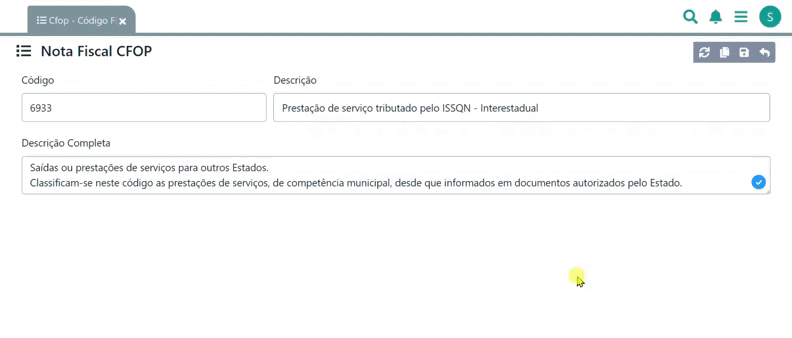 Cfop - Código F
S
Nota Fiscal CFOP
Código
Descrição
6933
Prestação de serviço tributado pelo ISSQN - Interestadual
Descrição Completa
Saídas ou prestações de serviços para outros Estados.
Classificam-se neste código as prestações de serviços, de competência municipal, desde que informados em documentos autorizados pelo Estado.